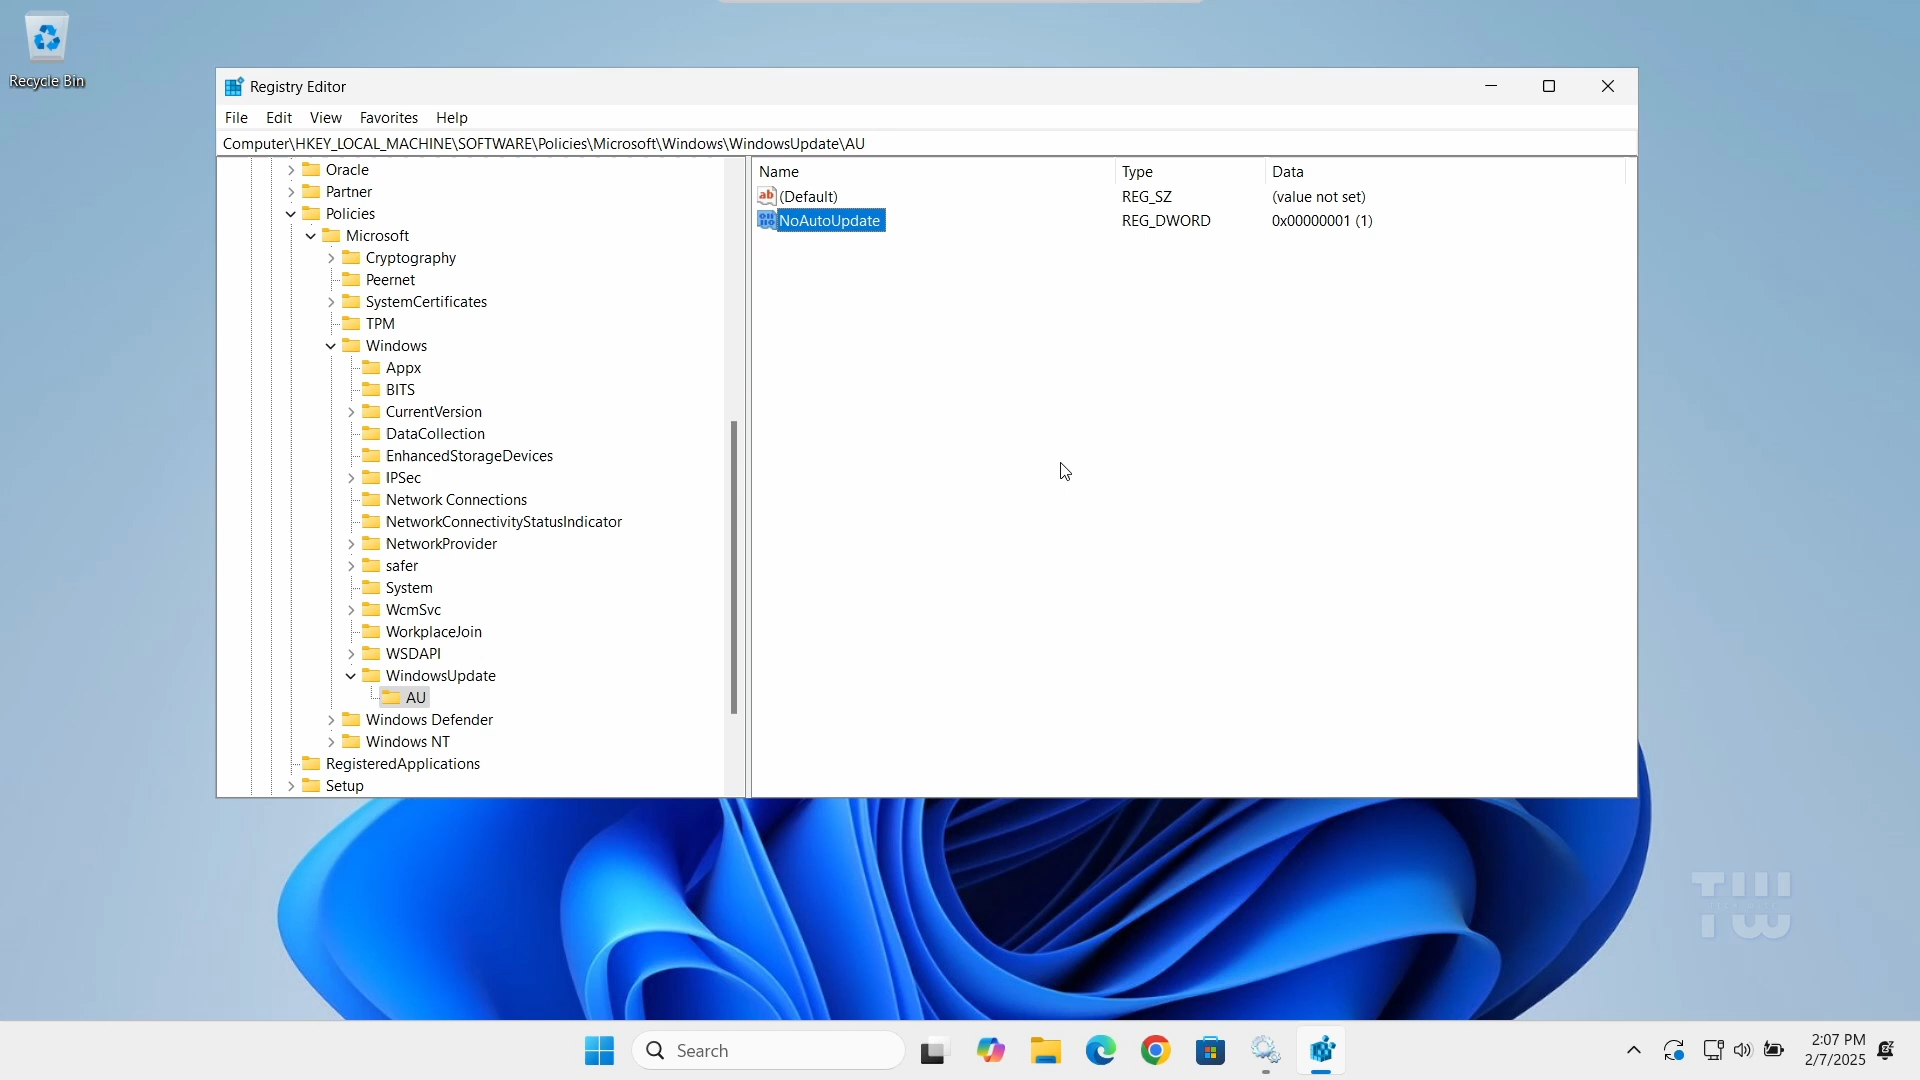 Recycle Bin
Registry Editor
File Edit View Favorites Help
Computer\HKEY_LOCAL_MACHINE\SOFTWARE\Policies\Microsoft\Windows\WindowsUpdate\AU
Oracle
Partner
Policies
Microsoft
Cryptography
Peernet
SystemCertificates
TPM
Windows
Appx
BITS
CurrentVersion
DataCollection
EnhancedStorageDevices
IPSec
Network Connections
NetworkConnectivityStatusIndicator
NetworkProvider
safer
System
WcmSvc
WorkplaceJoin
WSDAPI
WindowsUpdate
AU
Windows Defender
Windows NT
RegisteredApplications
Setup
Name Type Data
(Default) REG_SZ (value not set)
NoAutoUpdate REG_DWORD 0x00000001 (1)
TW
Search
2:07 PM
2/7/2025